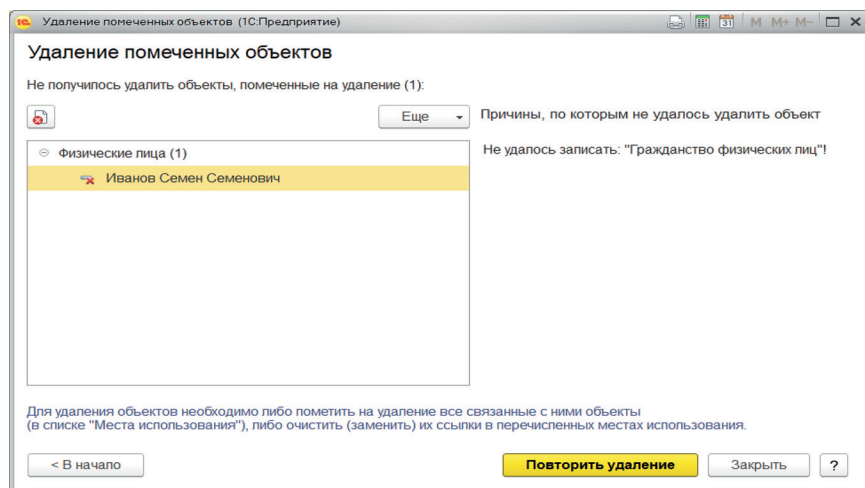 1С Удаление помеченных объектов (1С:Предприятие) 31 M M+ M-
Удаление помеченных объектов
Не получилось удалить объекты, помеченные на удаление (1):
Еще
Причины, по которым не удалось удалить объект
Физические лица (1)
Не удалось записать: "Гражданство физических лиц"!
Иванов Семен Семенович
Для удаления объектов необходимо либо пометить на удаление все связанные с ними объекты
(в списке "Места использования"), либо очистить (заменить) их ссылки в перечисленных местах использования.
< В начало
Повторить удаление
Закрыть
?